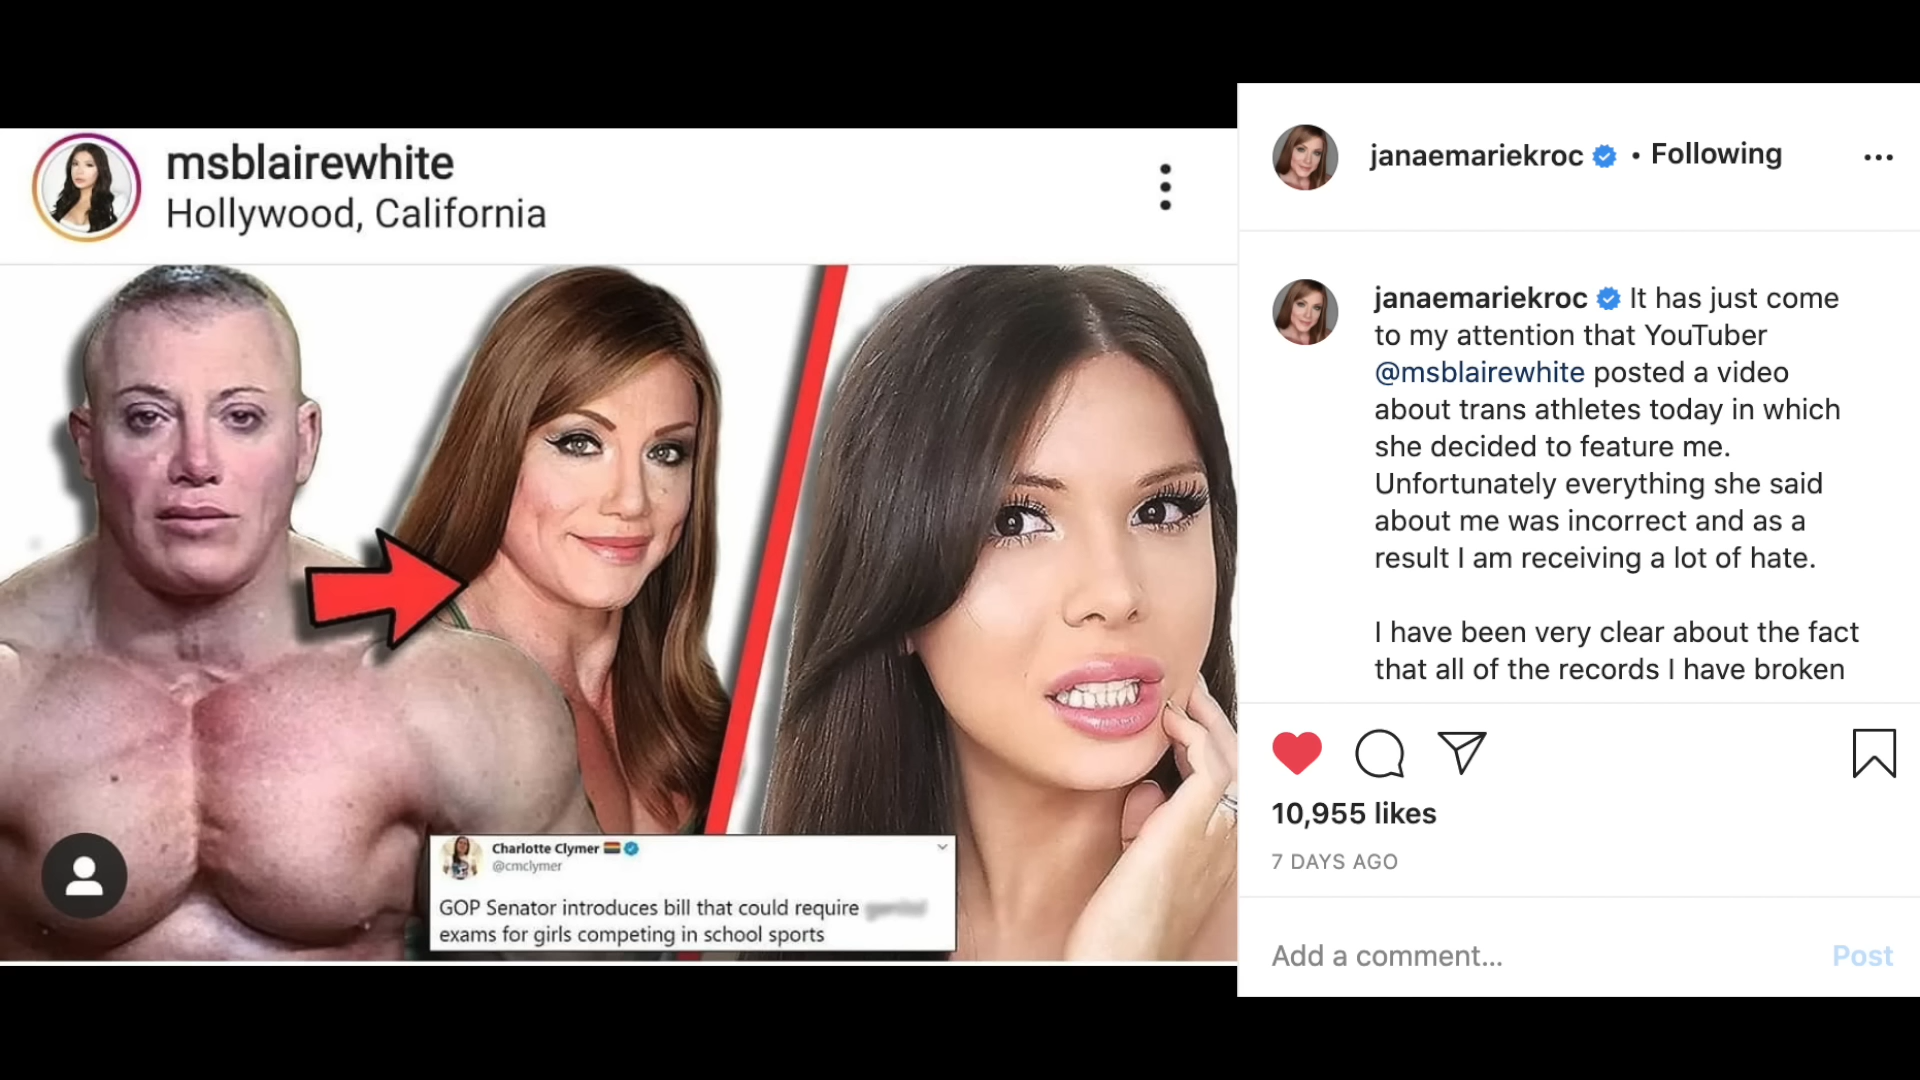 msblairewhite
Hollywood, California
Charlotte Clymer
@cmclymer
GOP Senator introduces bill that could require
exams for girls competing in school sports
janaemariekroc • Following
janaemariekroc It has just come
to my attention that YouTuber
@msblairewhite posted a video
about trans athletes today in which
she decided to feature me.
Unfortunately everything she said
about me was incorrect and as a
result I am receiving a lot of hate.
I have been very clear about the fact
that all of the records I have broken
10,955 likes
7 DAYS AGO
Add a comment...
Post